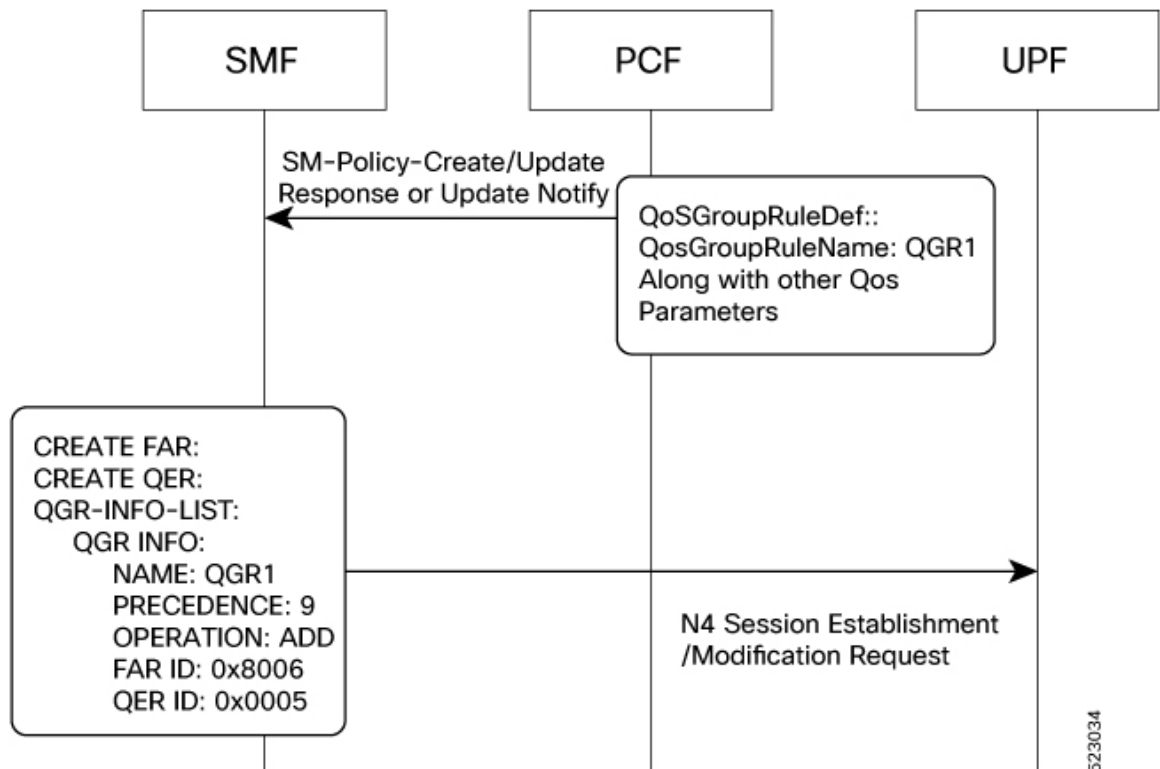 SMF
PCF
UPF
SM-Policy-Create/Update
Response or Update Notify
QoSGroupRuleDef::
QosGroupRuleName: QGR1
Along with other Qos
Parameters
CREATE FAR:
CREATE QER:
QGR-INFO-LIST:
QGR INFO:
NAME: QGR1
PRECEDENCE: 9
OPERATION: ADD
FAR ID: 0x8006
QER ID: 0x0005
N4 Session Establishment
/Modification Request
523034